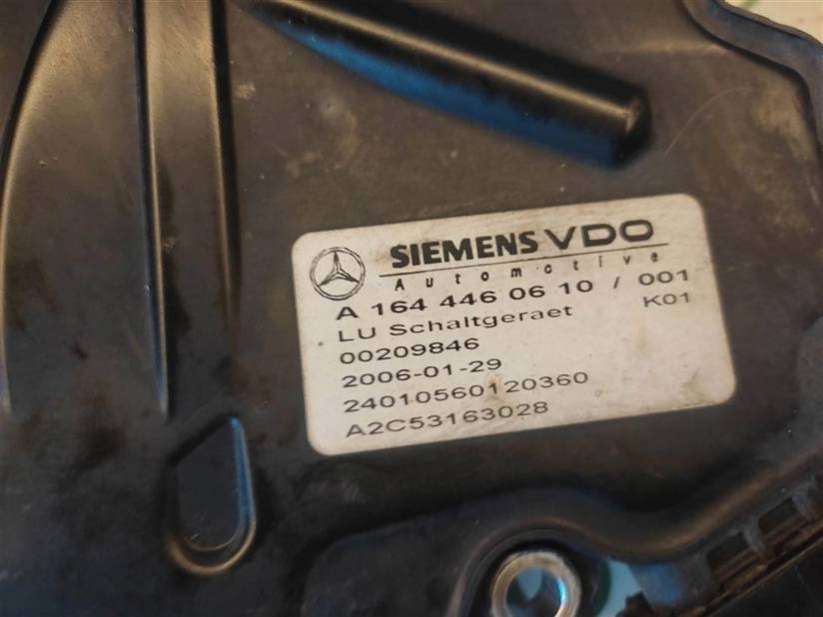 SIEMENS VDO
Automotive
A 164 446 06 10 / 001
LU Schaltgeraet K01
00209846
2006-01-29
24010560120360
A2C53163028